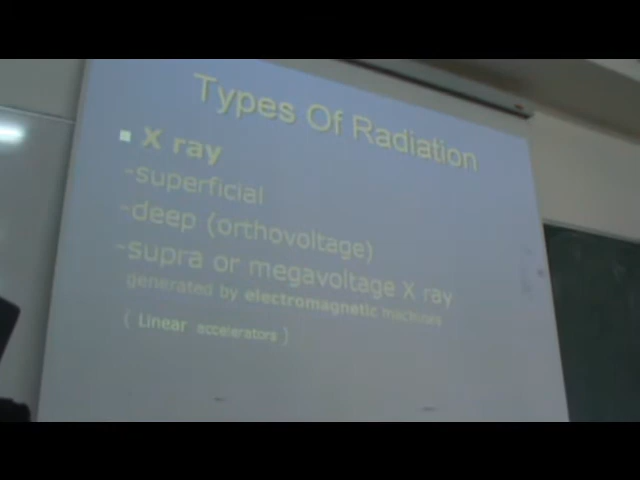 Types Of Radiation
X ray
-superficial
-deep (orthovoltage)
-supra or megavoltage X ray
generated by electromagnetic machines
( Linear accelerators )